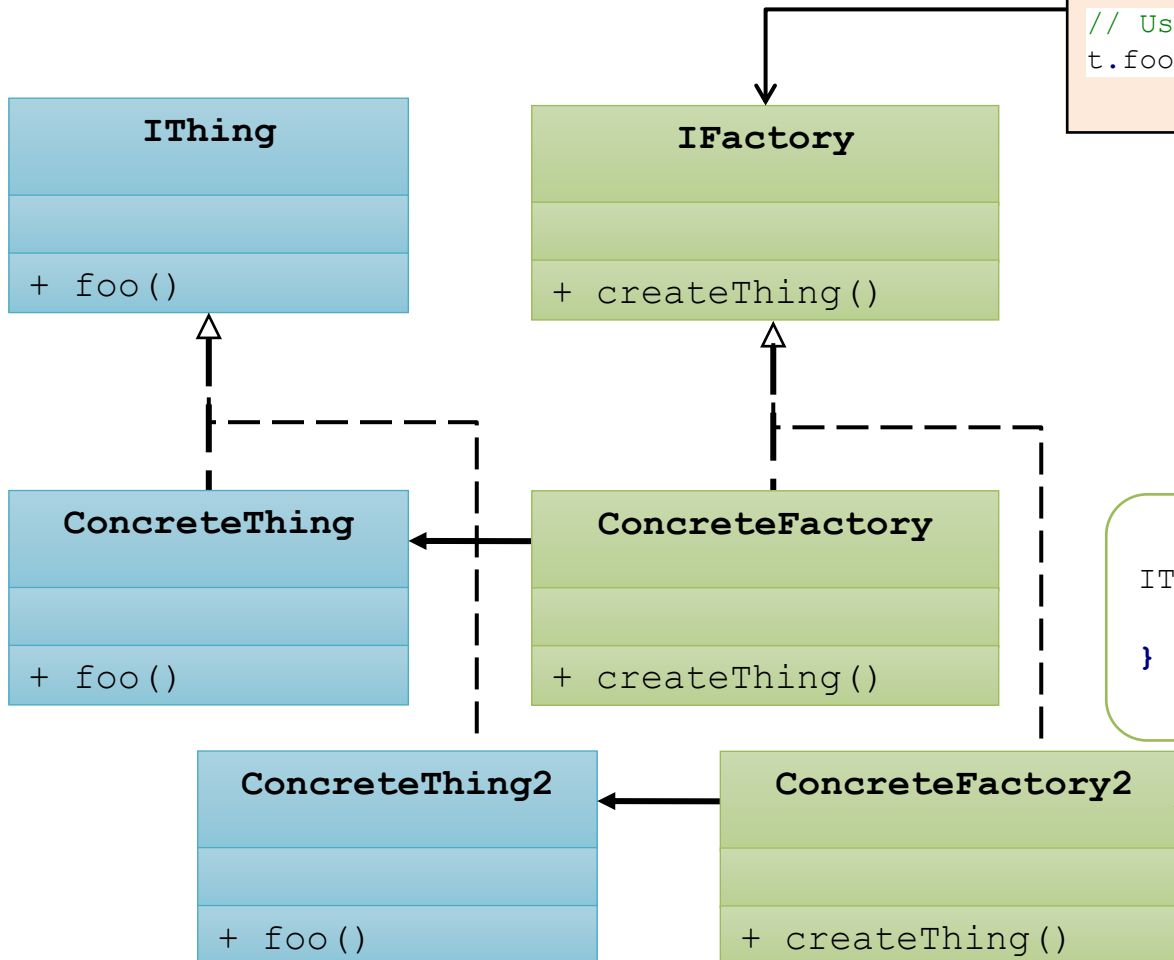 // Us
t.foo
IThing
+ foo()
IFactory
+ createThing()
ConcreteThing
+ foo()
ConcreteFactory
+ createThing()
IT
}
ConcreteThing2
+ foo()
ConcreteFactory2
+ createThing()